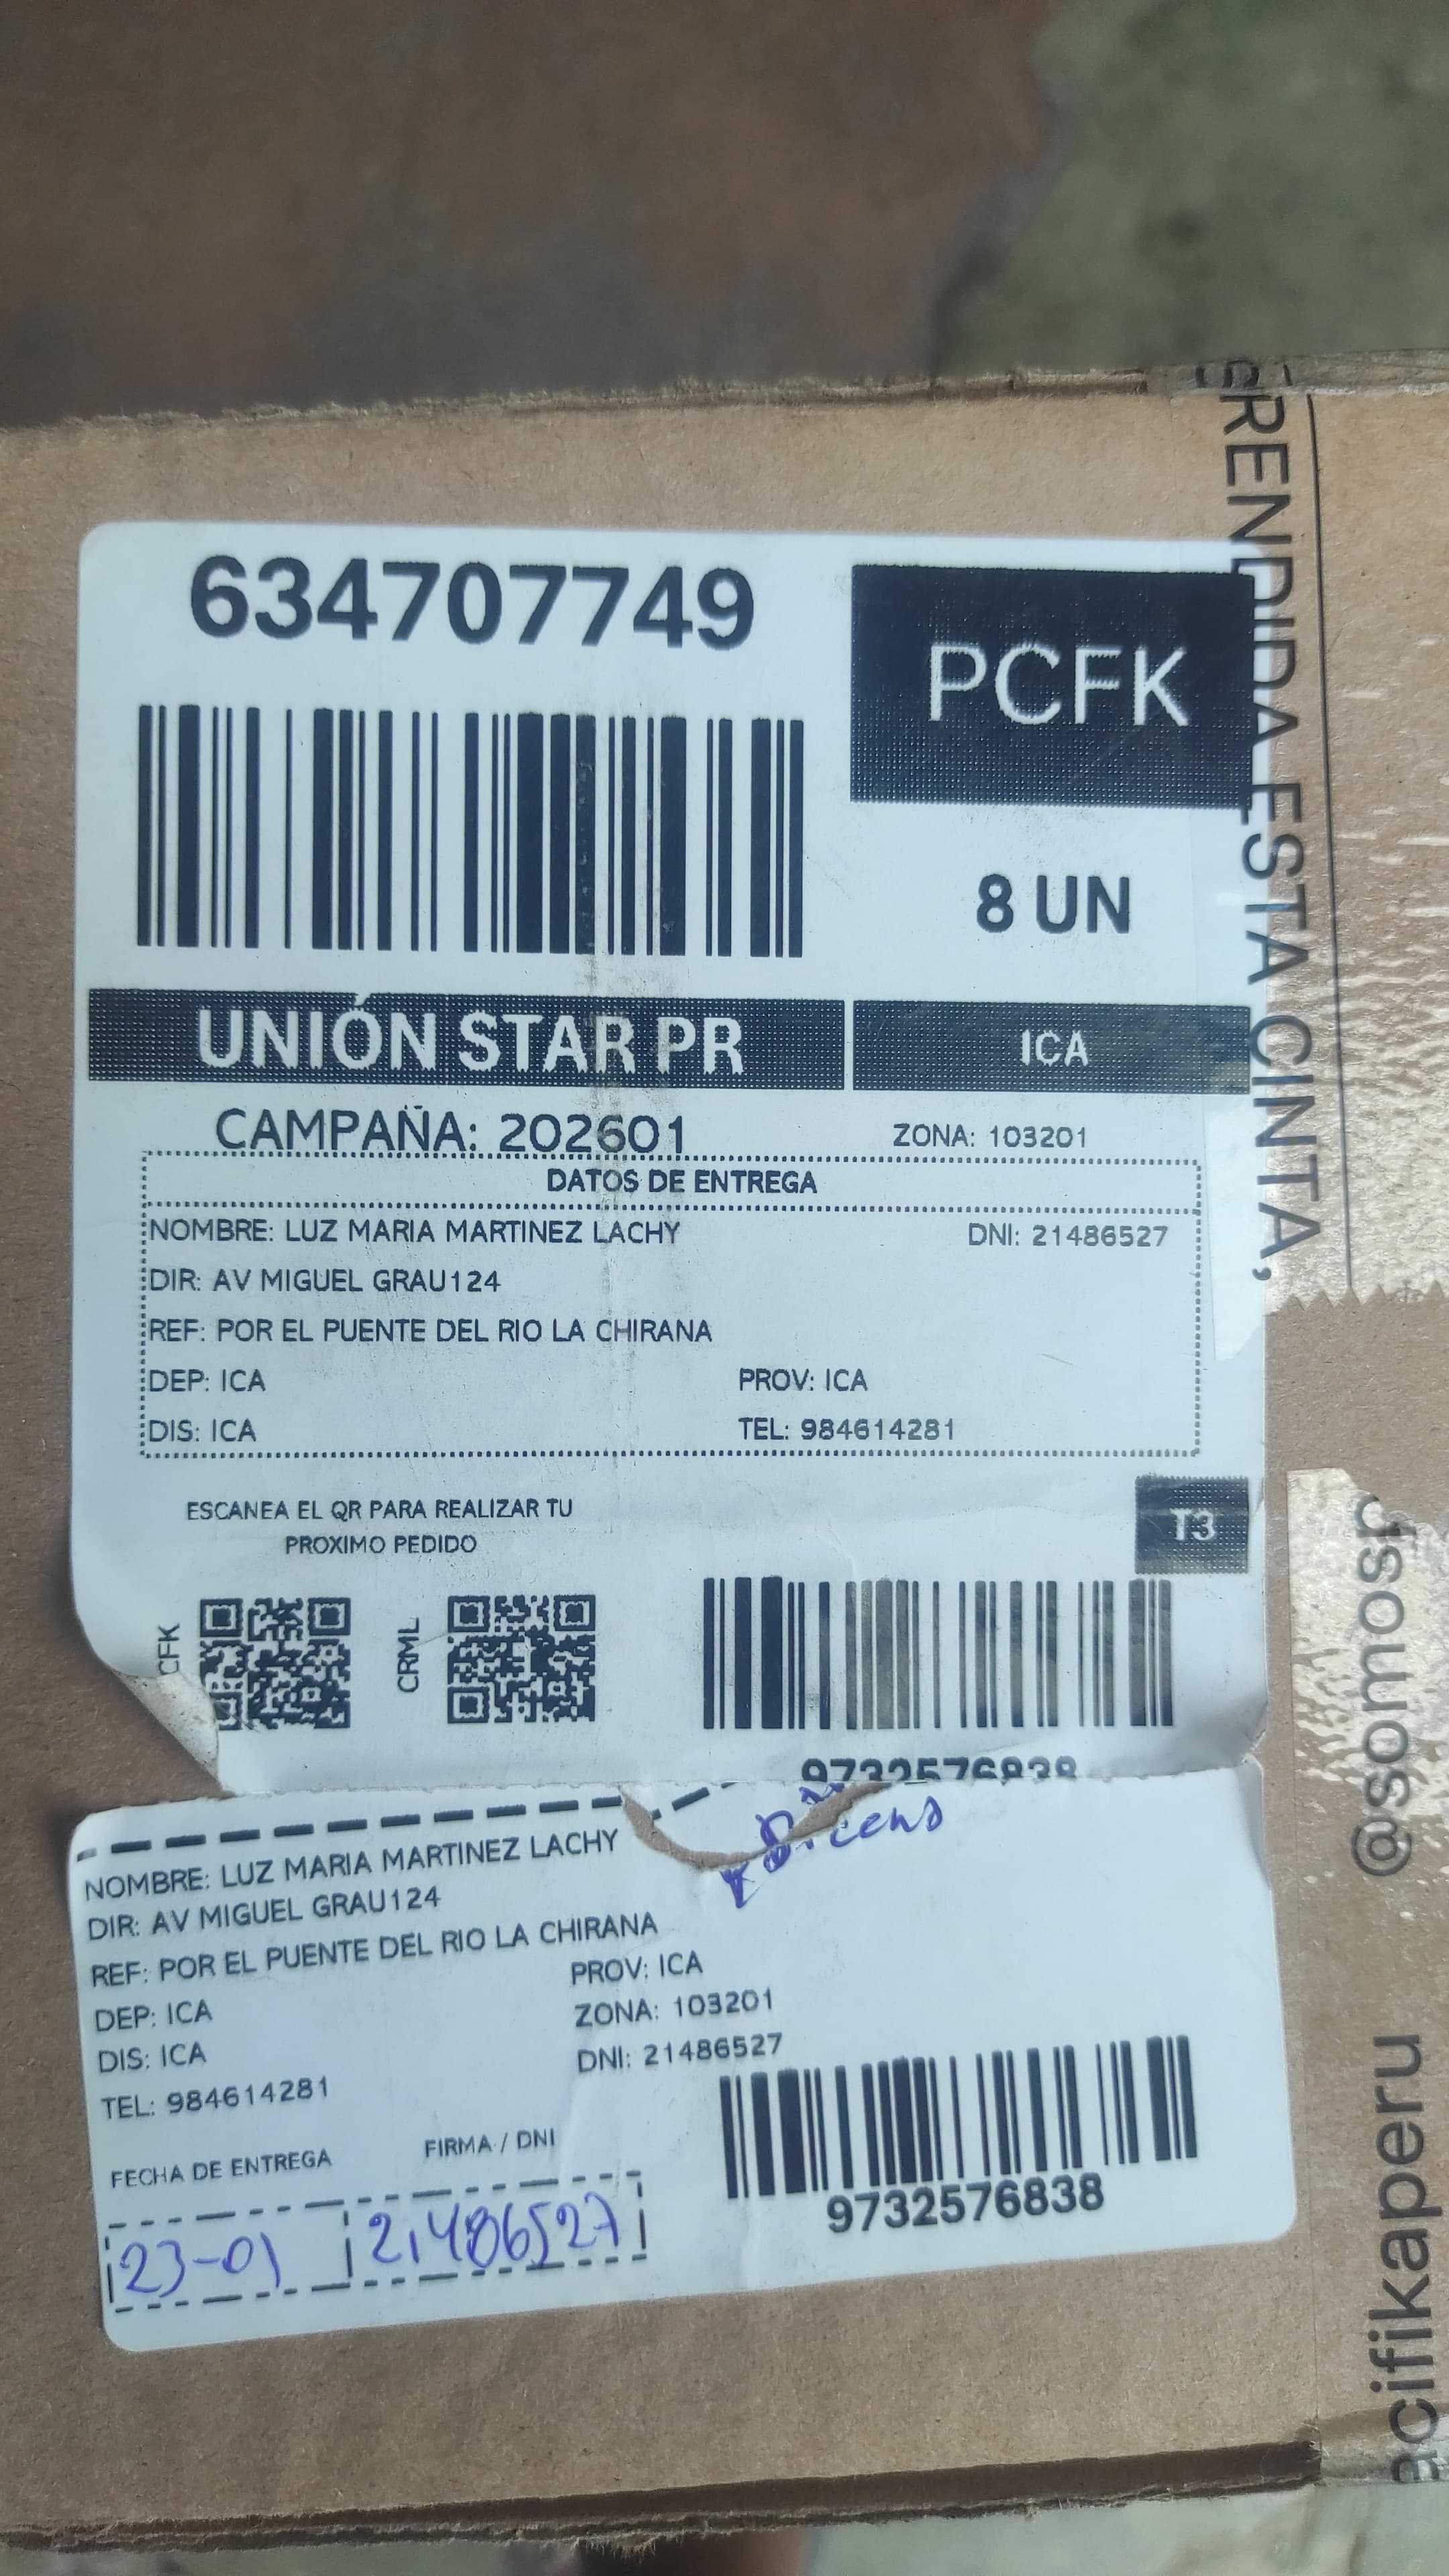 634707749
PCFK
8 UN
UNIÓN STAR PR
ICA
CAMPAÑA: 202601
ZONA: 103201
DATOS DE ENTREGA
NOMBRE: LUZ MARIA MARTINEZ LACHY
DNI: 21486527
DIR: AV MIGUEL GRAU124
REF: POR EL PUENTE DEL RIO LA CHIRANA
DEP: ICA
PROV: ICA
DIS: ICA
TEL: 984614281
ESCANEA EL QR PARA REALIZAR TU
PROXIMO PEDIDO
T3
CFK
CRML
9732576838
NOMBRE: LUZ MARIA MARTINEZ LACHY
DIR: AV MIGUEL GRAU124
REF: POR EL PUENTE DEL RIO LA CHIRANA
DEP: ICA
PROV: ICA
DIS: ICA
ZONA: 103201
TEL: 984614281
DNI: 21486527
FECHA DE ENTREGA
FIRMA / DNI
23-01
21486527
9732576838
RENDIDA ESTA CINTA,
@somosp
cifikaperu